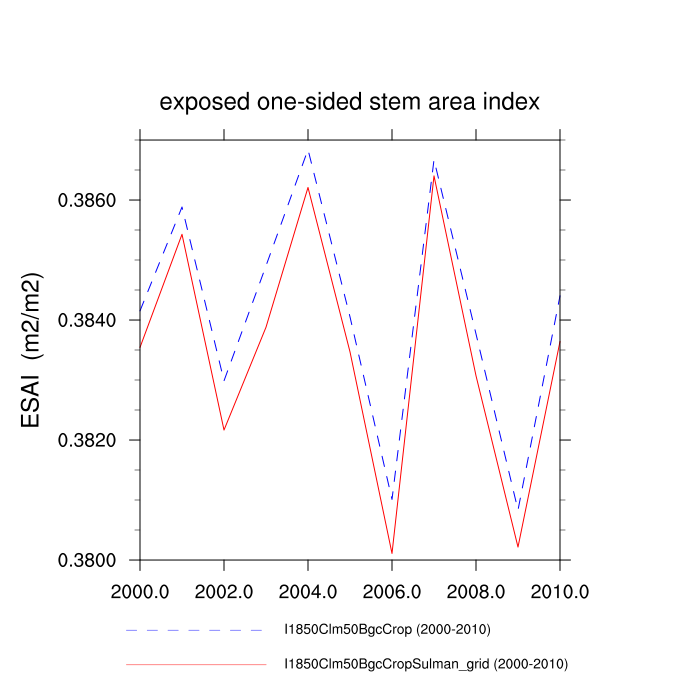 exposed one-sided stem area index
0.3860
0.3840
0.3820
0.3800
ESAI (m2/m2)
2000.0 2002.0 2004.0 2006.0 2008.0 2010.0
I1850Clm50BgcCrop (2000-2010)
I1850Clm50BgcCropSulman_grid (2000-2010)